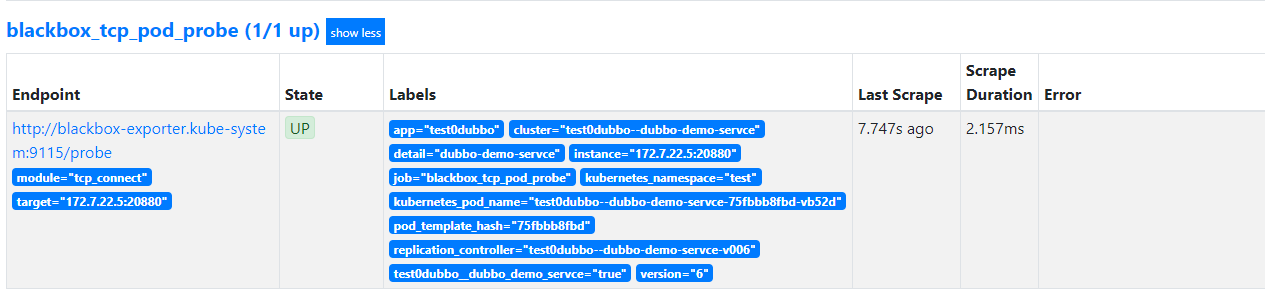 blackbox_tcp_pod_probe (1/1 up) show less
Endpoint State Labels Last Scrape Scrape Duration Error
http://blackbox-exporter.kube-syste
m:9115/probe
module="tcp_connect"
target="172.7.22.5:20880"
UP
app="test0dubbo" cluster="test0dubbo--dubbo-demo-servce"
detail="dubbo-demo-servce" instance="172.7.22.5:20880"
job="blackbox_tcp_pod_probe" kubernetes_namespace="test"
kubernetes_pod_name="test0dubbo--dubbo-demo-servce-75fbbb8fbd-vb52d"
pod_template_hash="75fbbb8fbd"
replication_controller="test0dubbo--dubbo-demo-servce-v006"
test0dubbo__dubbo_demo_servce="true" version="6"
7.747s ago
2.157ms